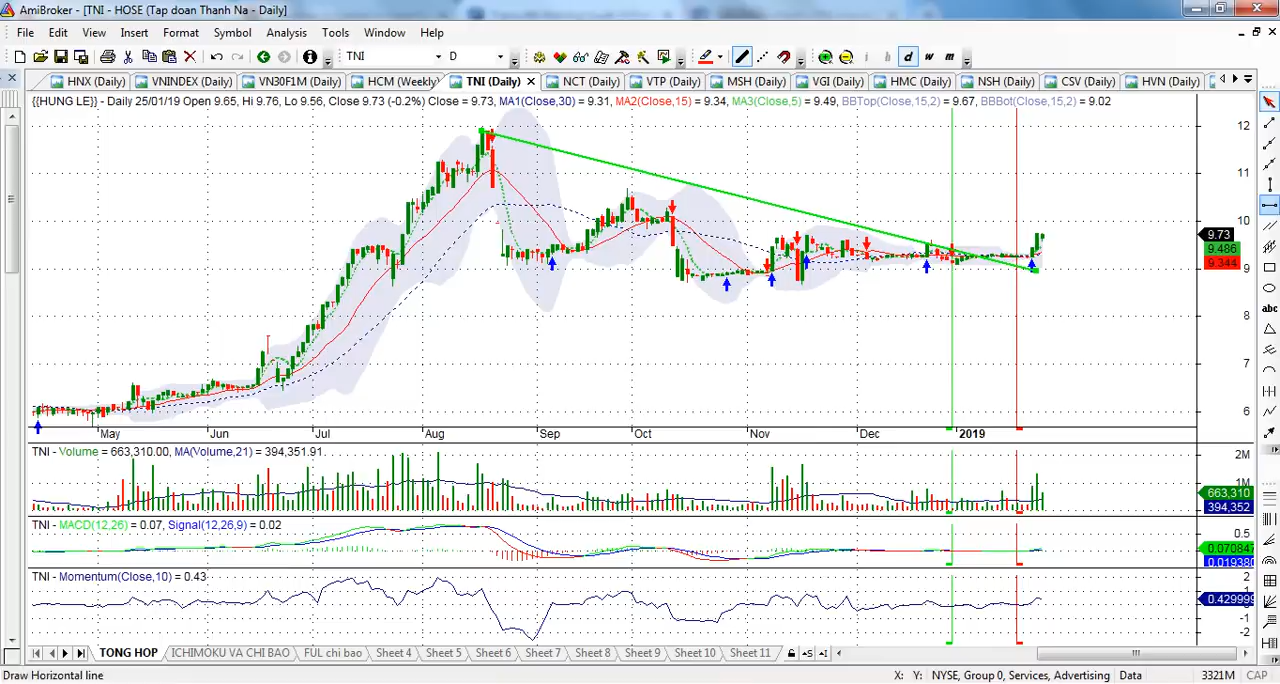 AmiBroker - [TNI - HOSE (Tap doan Thanh Na - Daily]
File Edit View Insert Format Symbol Analysis Tools Window Help
TNI D i h d w m
HNX (Daily) VNINDEX (Daily) VN30F1M (Daily) HCM (Weekly) TNI (Daily) NCT (Daily) VTP (Daily) MSH (Daily) VGI (Daily) HMC (Daily) NSH (Daily) CSV (Daily) HVN (Daily)
{{HUNG LE}} - Daily 25/01/19 Open 9.65, Hi 9.76, Lo 9.56, Close 9.73 (-0.2%) Close = 9.73, MA1(Close,30) = 9.31, MA2(Close,15) = 9.34, MA3(Close,5) = 9.49, BBTop(Close,15,2) = 9.67, BBBot(Close,15,2) = 9.02
12
11
10
9.73
9.486
9.344
9
8
7
6
abc
May Jun Jul Aug Sep Oct Nov Dec 2019
TNI - Volume = 663,310.00, MA(Volume,21) = 394,351.91
2M
1M
663,310
394,352
TNI - MACD(12,26) = 0.07, Signal(12,26,9) = 0.02
0.5
0.070847
0.019380
TNI - Momentum(Close,10) = 0.43
2
1
0.429999
-1
-2
TONG HOP ICHIMOKU VA CHI BAO FUL chi bao Sheet 4 Sheet 5 Sheet 6 Sheet 7 Sheet 8 Sheet 9 Sheet 10 Sheet 11
Draw Horizontal line X: Y: NYSE, Group 0, Services, Advertising Data 3321M CAP